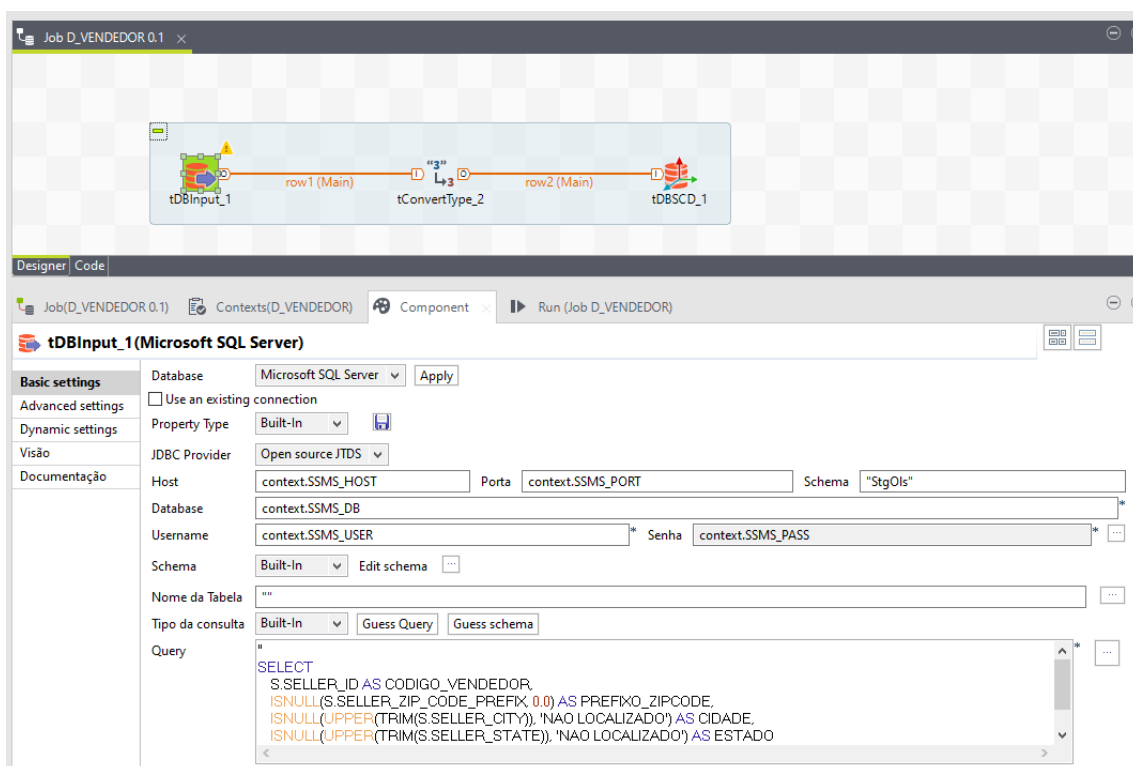 Job D_VENDEDOR 0.1
"3"
3
row1 (Main)
row2 (Main)
tDBInput_1
tConvertType_2
tDBSCD_1
Designer Code
Job(D_VENDEDOR 0.1) Contexts(D_VENDEDOR) Component Run (Job D_VENDEDOR)
tDBInput_1(Microsoft SQL Server)
Basic settings
Advanced settings
Dynamic settings
Visão
Documentação
Database Microsoft SQL Server Apply
Use an existing connection
Property Type Built-In
JDBC Provider Open source JTDS
Host context.SSMS_HOST Porta context.SSMS_PORT Schema "StgOls"
Database context.SSMS_DB *
Username context.SSMS_USER * Senha context.SSMS_PASS * ...
Schema Built-In Edit schema ...
Nome da Tabela "" ...
Tipo da consulta Built-In Guess Query Guess schema
Query " * ...
SELECT
S.SELLER_ID AS CODIGO_VENDEDOR,
ISNULL(S.SELLER_ZIP_CODE_PREFIX, 0.0) AS PREFIXO_ZIPCODE,
ISNULL(UPPER(TRIM(S.SELLER_CITY)), 'NAO LOCALIZADO') AS CIDADE,
ISNULL(UPPER(TRIM(S.SELLER_STATE)), 'NAO LOCALIZADO') AS ESTADO